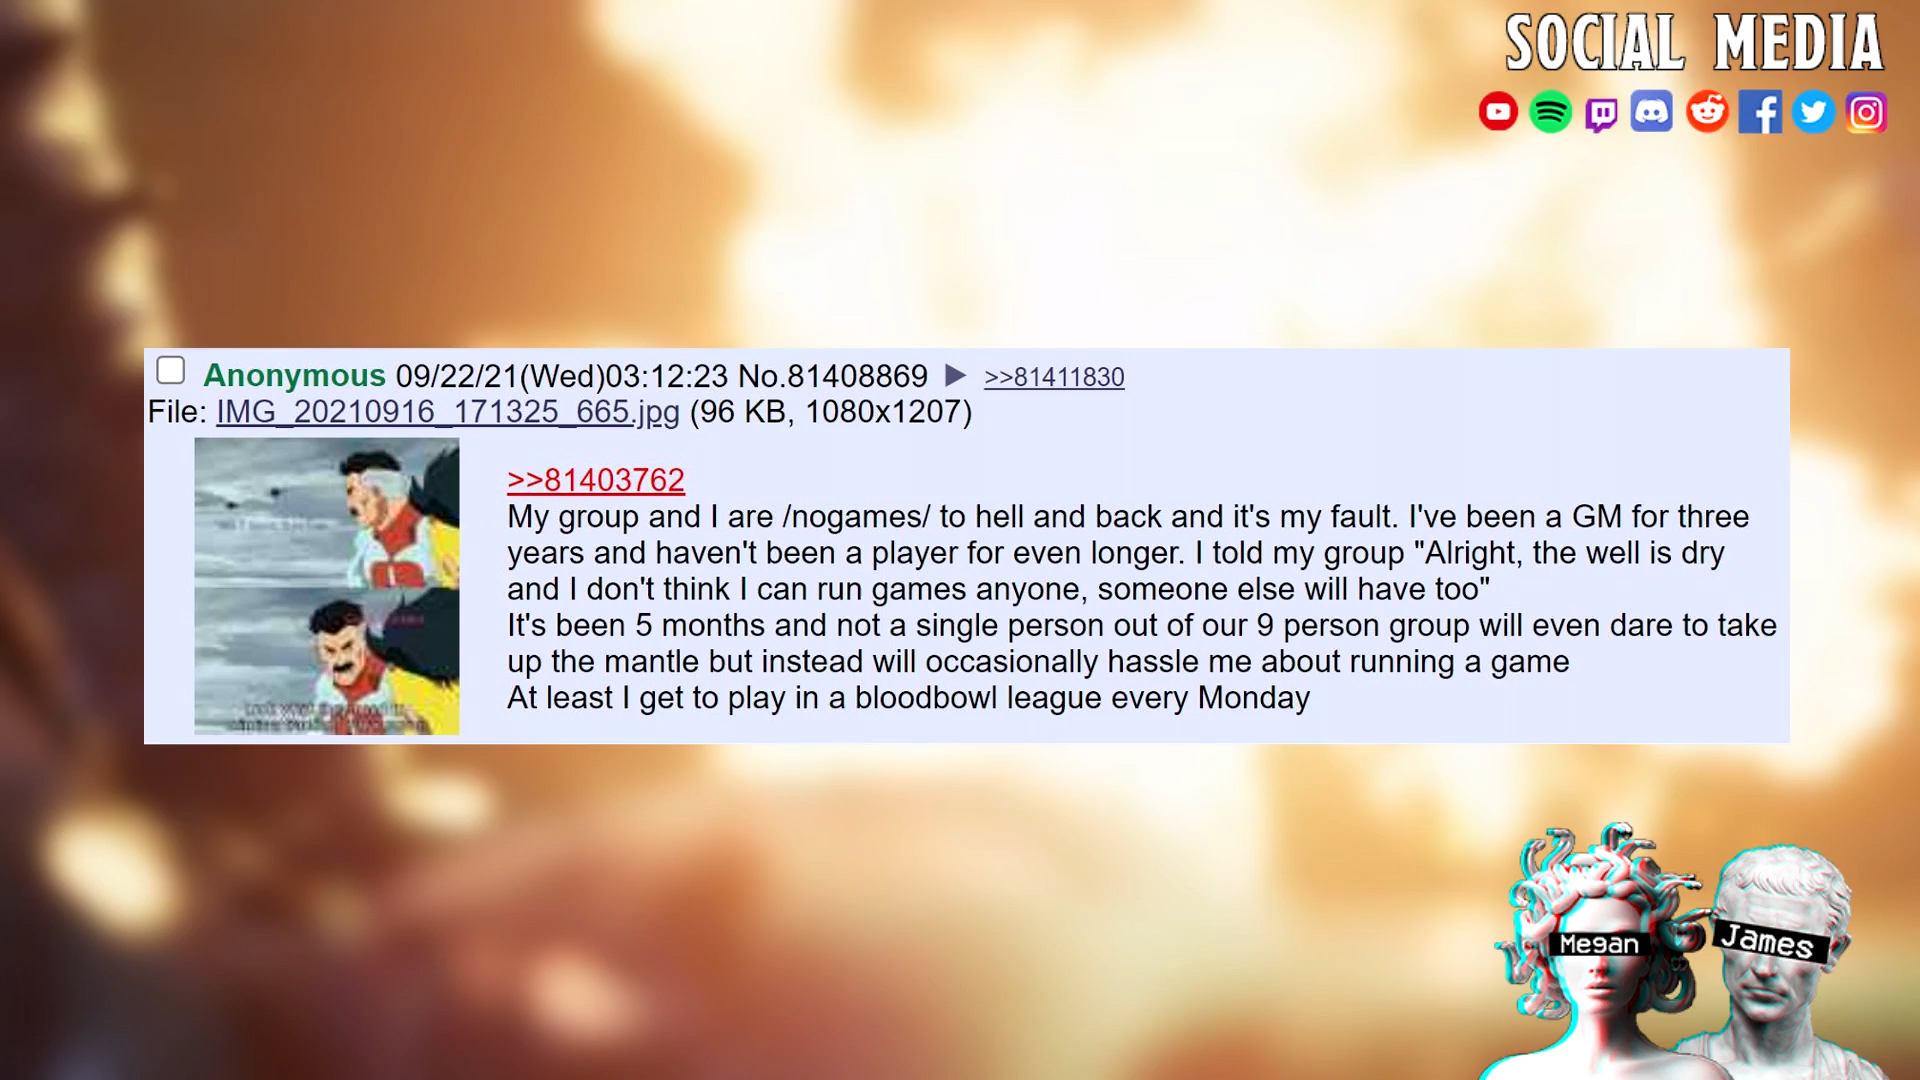 SOCIAL MEDIA
Anonymous 09/22/21(Wed)03:12:23 No.81408869 ▶ >>81411830
File: IMG_20210916_171325_665.jpg (96 KB, 1080x1207)
>>81403762
My group and I are /nogames/ to hell and back and it's my fault. I've been a GM for three
years and haven't been a player for even longer. I told my group "Alright, the well is dry
and I don't think I can run games anyone, someone else will have too"
It's been 5 months and not a single person out of our 9 person group will even dare to take
up the mantle but instead will occasionally hassle me about running a game
At least I get to play in a bloodbowl league every Monday
Megan
James